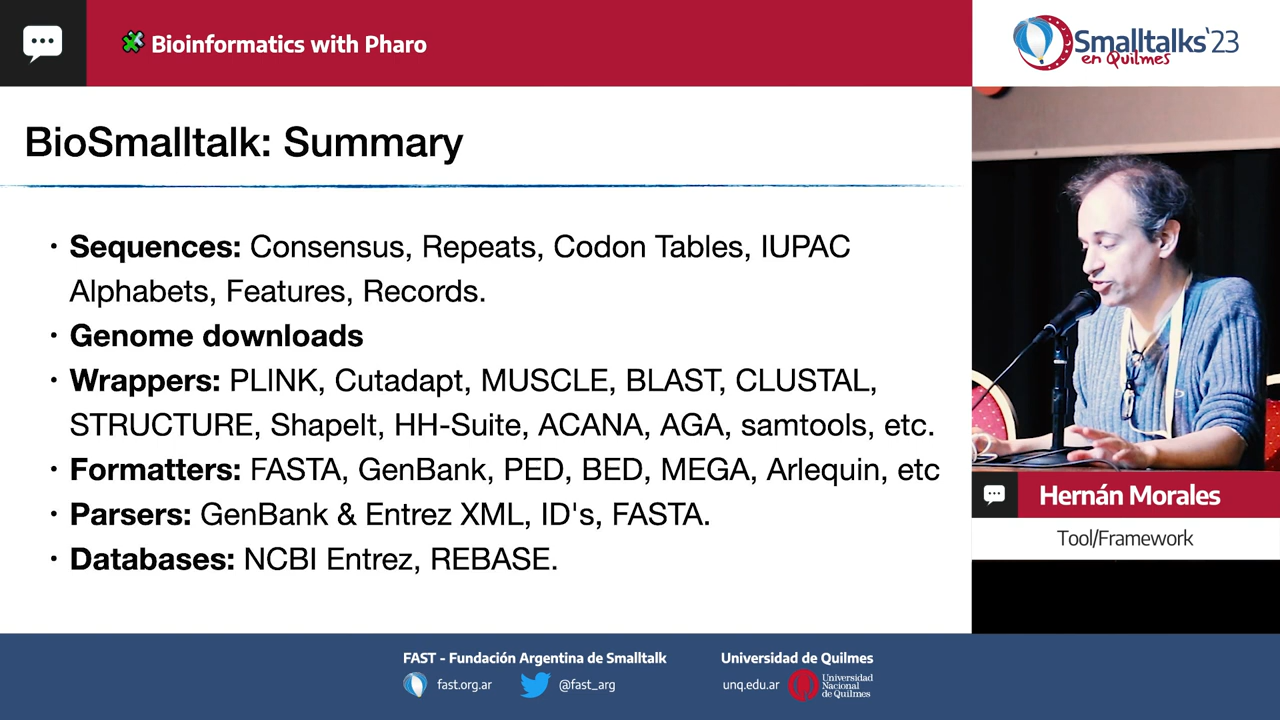 Bioinformatics with Pharo
Smalltalks'23
en Quilmes
BioSmalltalk: Summary
· Sequences: Consensus, Repeats, Codon Tables, IUPAC
Alphabets, Features, Records.
· Genome downloads
· Wrappers: PLINK, Cutadapt, MUSCLE, BLAST, CLUSTAL,
STRUCTURE, ShapeIt, HH-Suite, ACANA, AGA, samtools, etc.
· Formatters: FASTA, GenBank, PED, BED, MEGA, Arlequin, etc
· Parsers: GenBank & Entrez XML, ID's, FASTA.
· Databases: NCBI Entrez, REBASE.
Hernán Morales
Tool/Framework
FAST - Fundación Argentina de Smalltalk
fast.org.ar
@fast_arg
Universidad de Quilmes
unq.edu.ar
Universidad
Nacional
de Quilmes